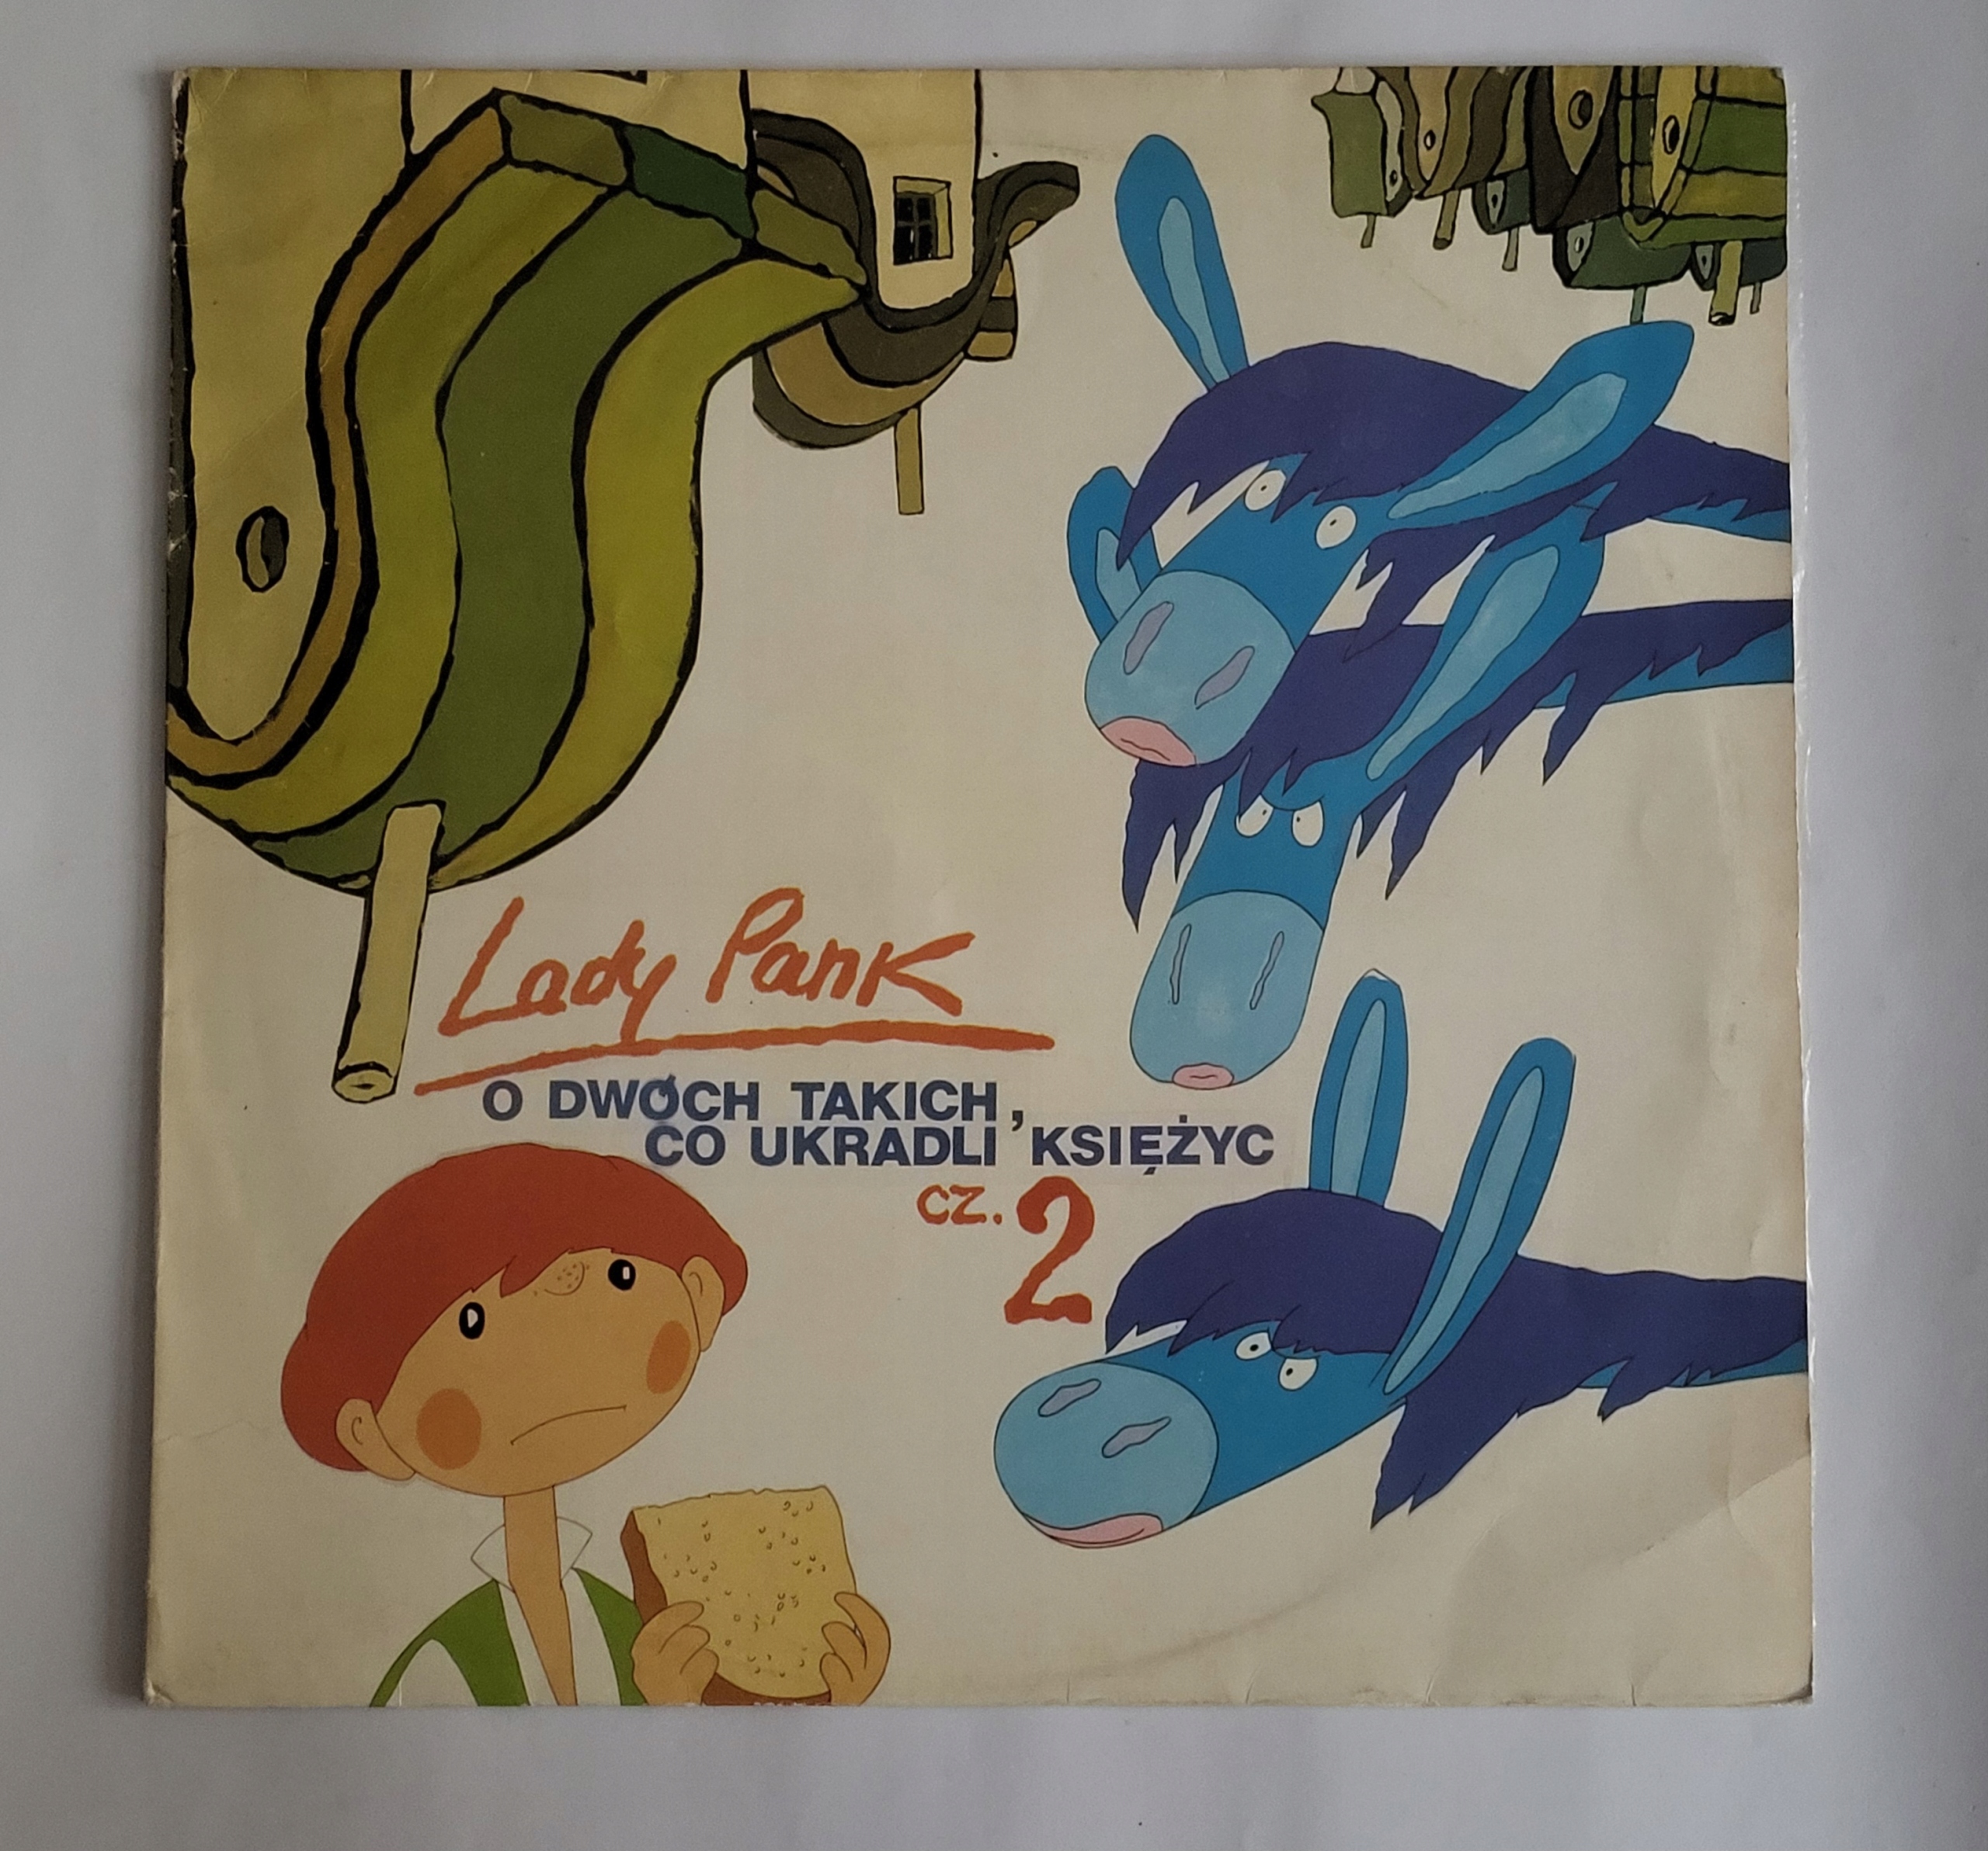 Lady Pank
O DWÓCH TAKICH,
CO UKRADLI KSIĘŻYC
cz. 2